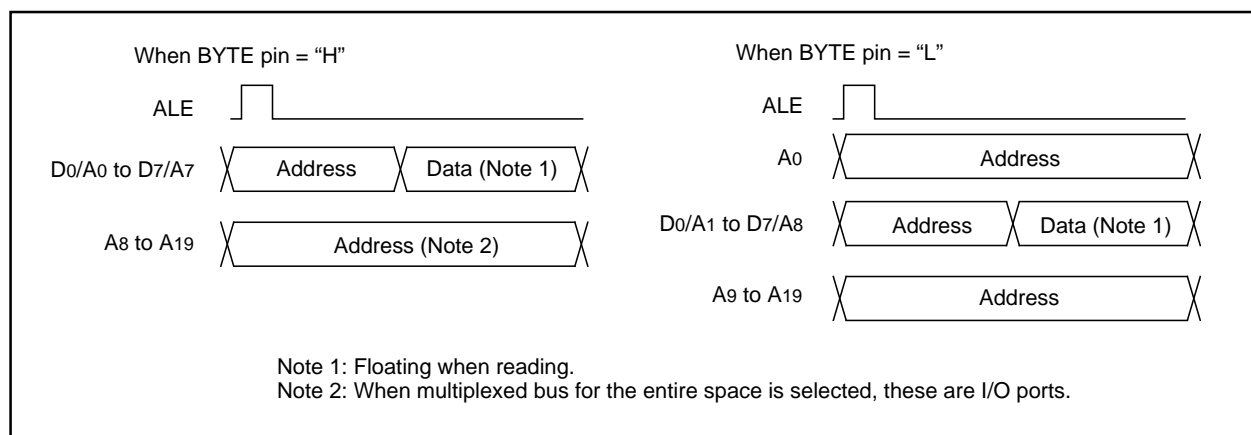 When BYTE pin = “H”
ALE
D0/A0 to D7/A7
Address
Data (Note 1)
A8 to A19
Address (Note 2)
When BYTE pin = “L”
ALE
A0
Address
D0/A1 to D7/A8
Address
Data (Note 1)
A9 to A19
Address
Note 1: Floating when reading.
Note 2: When multiplexed bus for the entire space is selected, these are I/O ports.